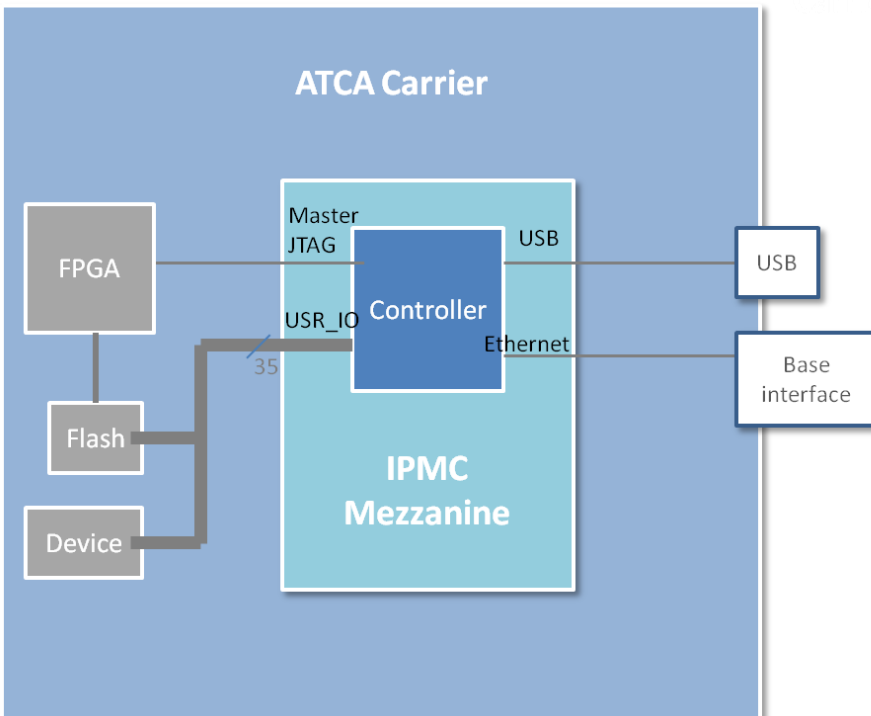 ATCA Carrier
Master
JTAG
USB
FPGA
USB
Controller
USR_IO
Ethernet
35
Base
interface
Flash
IPMC
Mezzanine
Device